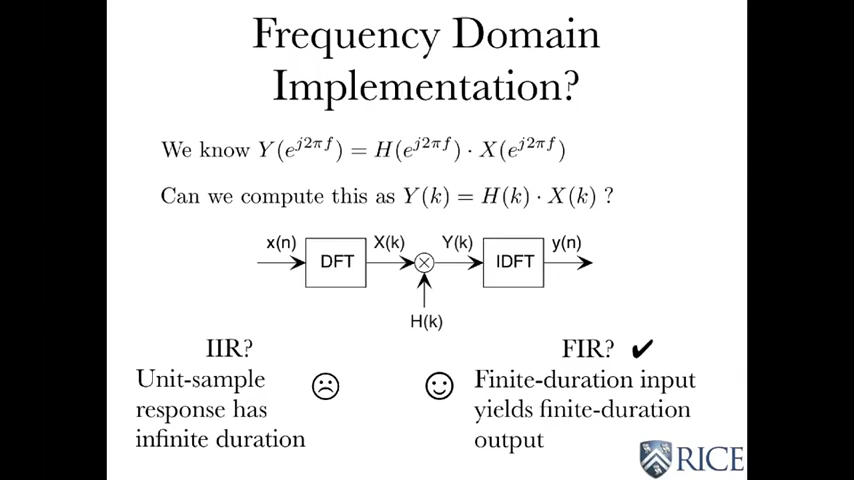 Frequency Domain
Implementation?
We know Y(e^{j2πf}) = H(e^{j2πf}) · X(e^{j2πf})
Can we compute this as Y(k) = H(k) · X(k) ?
x(n) DFT X(k) Y(k) IDFT y(n)
H(k)
IIR?
Unit-sample
response has
infinite duration
FIR? ✔
Finite-duration input
yields finite-duration
output
RICE